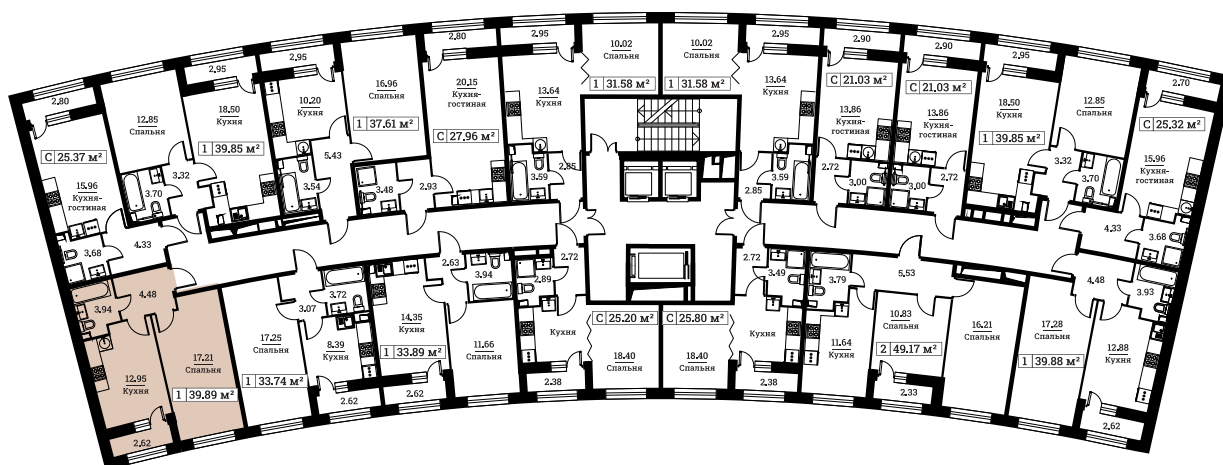 2.80
С 25.37 м²
15.96
Кухня-
гостиная
3.68
4.33
12.85
Спальня
3.70
3.32
2.95
18.50
Кухня
1 39.85 м²
2.95
10.20
Кухня
3.54
5.43
16.96
Спальня
1 37.61 м²
3.48
2.93
2.80
20.15
Кухня-
гостиная
С 27.96 м²
2.95
13.64
Кухня
3.59
2.85
10.02
Спальня
1 31.58 м²
10.02
Спальня
1 31.58 м²
2.95
13.64
Кухня
3.59
2.85
2.90
С 21.03 м²
13.86
Кухня-
гостиная
2.72
3.00
2.90
С 21.03 м²
13.86
Кухня-
гостиная
3.00
2.72
2.95
18.50
Кухня
1 39.85 м²
12.85
Спальня
3.32
3.70
2.70
С 25.32 м²
15.96
Кухня-
гостиная
4.33
3.68
3.94
4.48
12.95
Кухня
2.62
17.21
Спальня
1 39.89 м²
17.25
Спальня
1 33.74 м²
3.07
3.72
8.39
Кухня
2.62
14.35
Кухня
1 33.89 м²
2.62
2.63
3.94
11.66
Спальня
2.89
2.72
Кухня
2.38
С 25.20 м²
18.40
Спальня
С 25.80 м²
18.40
Спальня
2.72
3.49
Кухня
2.38
3.79
5.53
11.64
Кухня
10.83
Спальня
2 49.17 м²
2.33
16.21
Спальня
17.28
Спальня
1 39.88 м²
4.48
3.93
12.88
Кухня
2.62